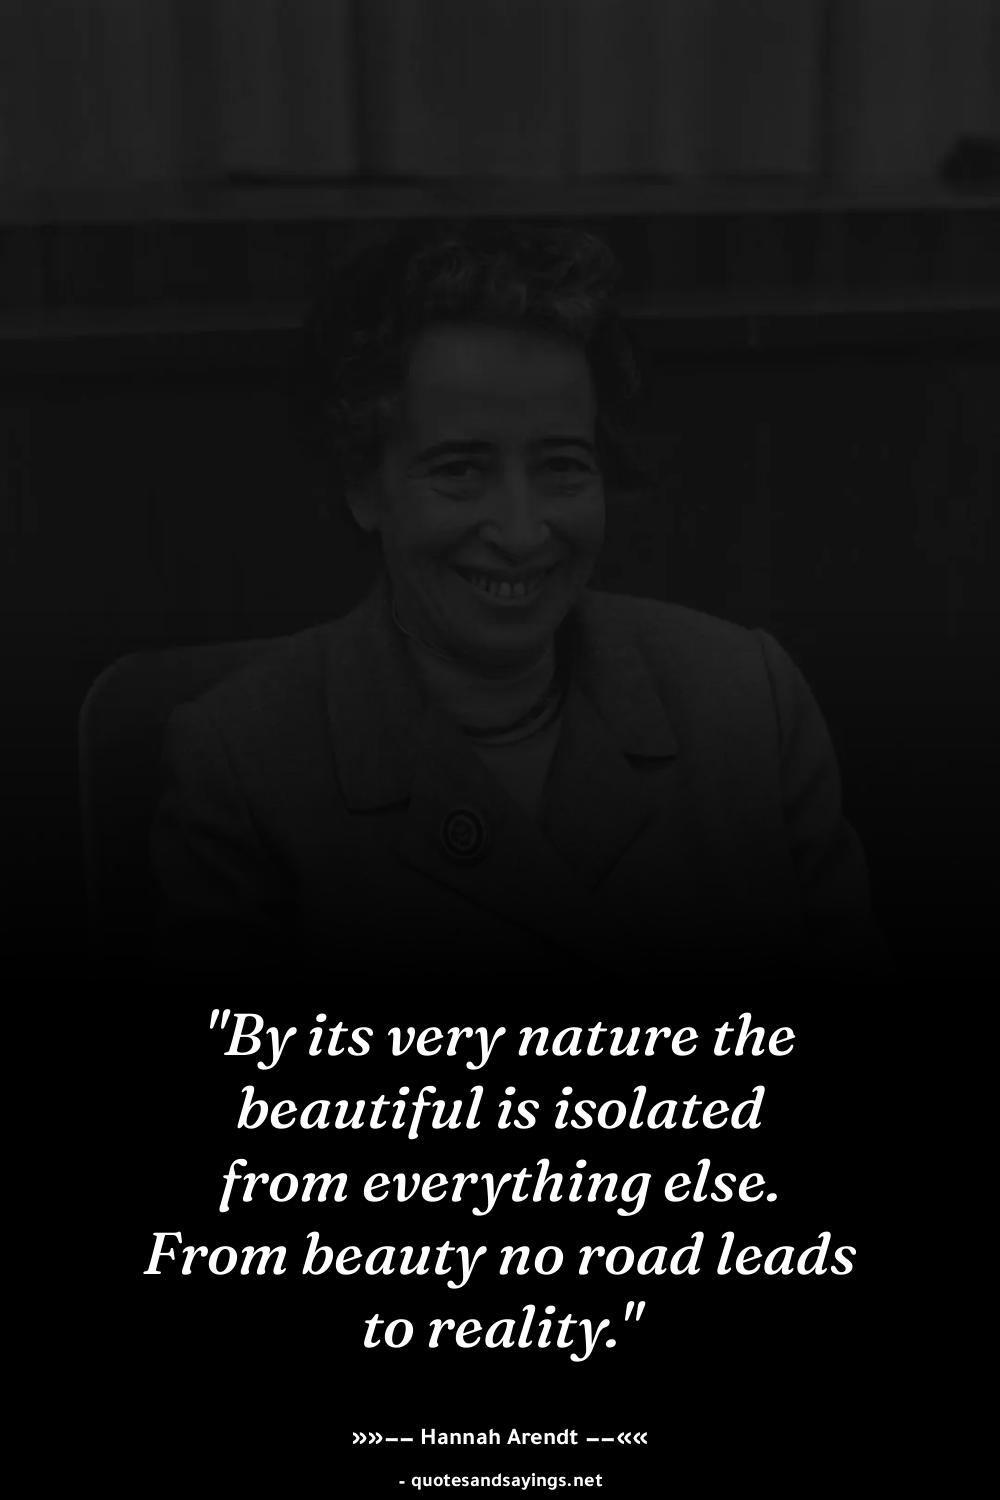 "By its very nature the
beautiful is isolated
from everything else.
From beauty no road leads
to reality."
»»−− Hannah Arendt −−««
- quotesandsayings.net